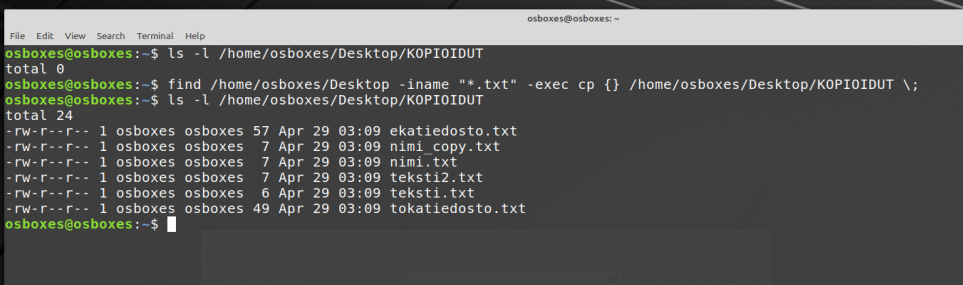 osboxes@osboxes: ~
File Edit View Search Terminal Help
osboxes@osboxes:~$ ls -l /home/osboxes/Desktop/KOPIOIDUT
total 0
osboxes@osboxes:~$ find /home/osboxes/Desktop -iname "*.txt" -exec cp {} /home/osboxes/Desktop/KOPIOIDUT \;
osboxes@osboxes:~$ ls -l /home/osboxes/Desktop/KOPIOIDUT
total 24
-rw-r--r-- 1 osboxes osboxes 57 Apr 29 03:09 ekatiedosto.txt
-rw-r--r-- 1 osboxes osboxes  7 Apr 29 03:09 nimi_copy.txt
-rw-r--r-- 1 osboxes osboxes  7 Apr 29 03:09 nimi.txt
-rw-r--r-- 1 osboxes osboxes  7 Apr 29 03:09 teksti2.txt
-rw-r--r-- 1 osboxes osboxes  6 Apr 29 03:09 teksti.txt
-rw-r--r-- 1 osboxes osboxes 49 Apr 29 03:09 tokatiedosto.txt
osboxes@osboxes:~$